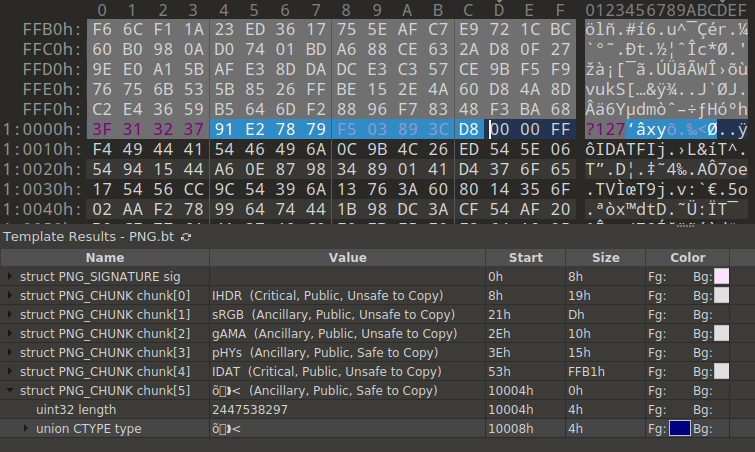 0 1 2 3 4 5 6 7 8 9 A B C D E F 0123456789ABCDEF
FFB0h: F6 6C F1 1A 23 ED 36 17 75 5E AF C7 E9 72 1C BC ölñ.#í6.u^¯Çér.¼
FFC0h: 60 B0 98 0A D0 74 01 BD A6 88 CE 63 2A D8 0F 27 `°˜.Ðt.½¦ˆÎc*Ø.'
FFD0h: 9E E0 A1 5B AF E3 8D DA DC E3 C3 57 CE 9B F5 F9 žà¡[¯ã.ÚÜãÃWÎ›õù
FFE0h: 76 75 6B 53 5B 85 26 FF BE 15 2E 4A 60 D8 4A 8D vukS[…&ÿ¾..J`ØJ.
FFF0h: C2 E4 36 59 B5 64 6D F2 88 96 F7 83 48 F3 BA 68 Âä6Yµdmòˆ–÷ƒHóºh
1:0000h: 3F 31 32 37 91 E2 78 79 F5 03 89 3C D8 00 00 FF ?127‘âxyõ.‰<Ø..ÿ
1:0010h: F4 49 44 41 54 46 49 6A 0C 9B 4C 26 ED 54 5E 06 ôIDATFIj.›L&íT^.
1:0020h: 54 94 15 44 A6 0E 87 98 34 89 01 41 D4 37 6F 65 T”.D¦.‡˜4‰.AÔ7oe
1:0030h: 17 54 56 CC 9C 54 39 6A 13 76 3A 60 80 14 35 6F .TVÌœT9j.v:`€.5o
1:0040h: 02 AA F2 78 99 64 74 44 1B 98 DC 3A CF 54 AF 20 .ªòx™dtD.˜Ü:ÏT¯
Template Results - PNG.bt
Name Value Start Size Color
struct PNG_SIGNATURE sig 0h 8h Fg: Bg:
struct PNG_CHUNK chunk[0] IHDR (Critical, Public, Unsafe to Copy) 8h 19h Fg: Bg:
struct PNG_CHUNK chunk[1] sRGB (Ancillary, Public, Unsafe to Copy) 21h Dh Fg: Bg:
struct PNG_CHUNK chunk[2] gAMA (Ancillary, Public, Unsafe to Copy) 2Eh 10h Fg: Bg:
struct PNG_CHUNK chunk[3] pHYs (Ancillary, Public, Safe to Copy) 3Eh 15h Fg: Bg:
struct PNG_CHUNK chunk[4] IDAT (Critical, Public, Unsafe to Copy) 53h FFB1h Fg: Bg:
struct PNG_CHUNK chunk[5] õ< (Ancillary, Public, Safe to Copy) 10004h 0h Fg: Bg:
uint32 length 2447538297 10004h 4h Fg: Bg:
union CTYPE type õ< 10008h 4h Fg: Bg: